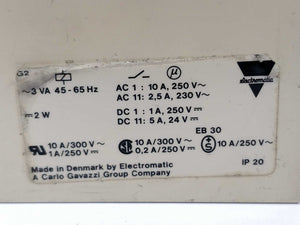 G2
µ
electromatic
~3 VA 45-65 Hz
AC 1 : 10 A, 250 V~
AC 11: 2,5 A, 230 V~
=2 W
DC 1 : 1 A, 250 V=
DC 11: 5 A, 24 V=
EB 30
10 A/300 V~
1 A/250 V=
10 A/300 V~
0,2 A/250 V=
S
10 A/250 V~
Made in Denmark by Electromatic
A Carlo Gavazzi Group Company
IP 20